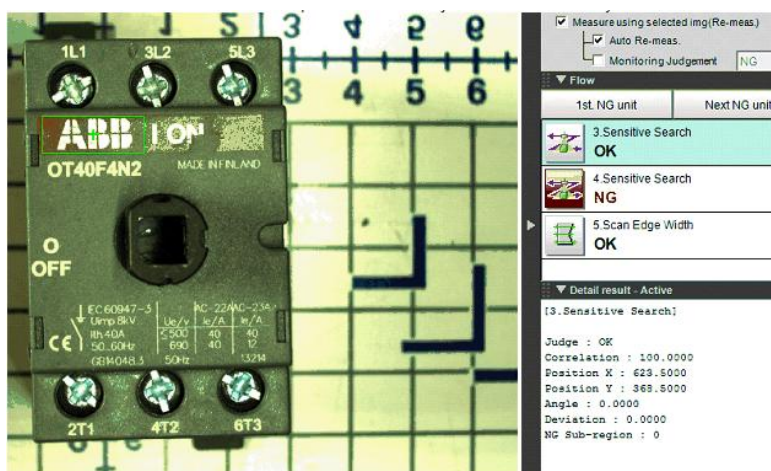 1L1 3L2 5L3
3 4 5 6
3 4 5 6
ABB I ON
OT40F4N2 MADE IN FINLAND
O
OFF
EC 60947-3 AC-22A AC-23A
Uimp 8kV Ue/v Ie/A Ie/A
Ith 40A ≤500 40 40
50..60Hz 690 40 12
CE
GB14048.3 50Hz 13214
2T1 4T2 6T3
Measure using selected img(Re-meas.)
Auto Re-meas.
Monitoring Judgement NG
Flow
1st. NG unit Next NG unit
3.Sensitive Search
OK
4.Sensitive Search
NG
5.Scan Edge Width
OK
Detail result - Active
[3.Sensitive Search]
Judge : OK
Correlation : 100.0000
Position X : 623.5000
Position Y : 368.5000
Angle : 0.0000
Deviation : 0.0000
NG Sub-region : 0